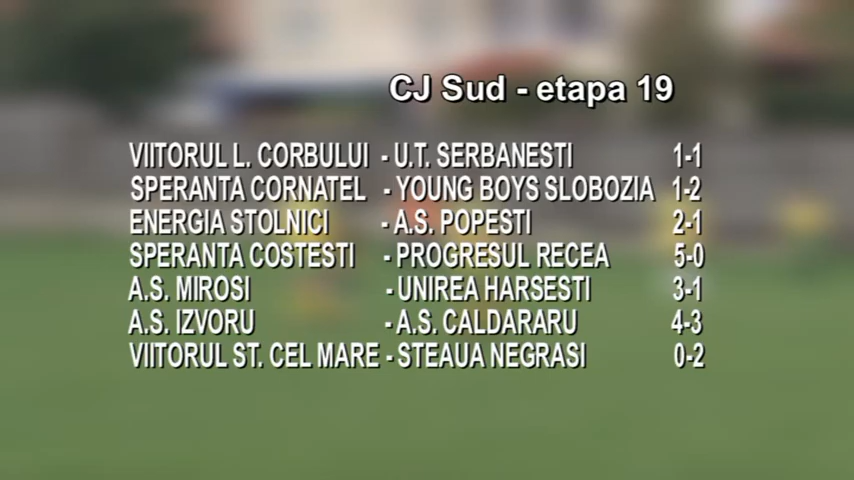 CJ Sud - etapa 19
VIITORUL L. CORBULUI - U.T. SERBANESTI 1-1
SPERANTA CORNATEL - YOUNG BOYS SLOBOZIA 1-2
ENERGIA STOLNICI - A.S. POPESTI 2-1
SPERANTA COSTESTI - PROGRESUL RECEA 5-0
A.S. MIROSI - UNIREA HARSESTI 3-1
A.S. IZVORU - A.S. CALDARARU 4-3
VIITORUL ST. CEL MARE - STEAUA NEGRASI 0-2